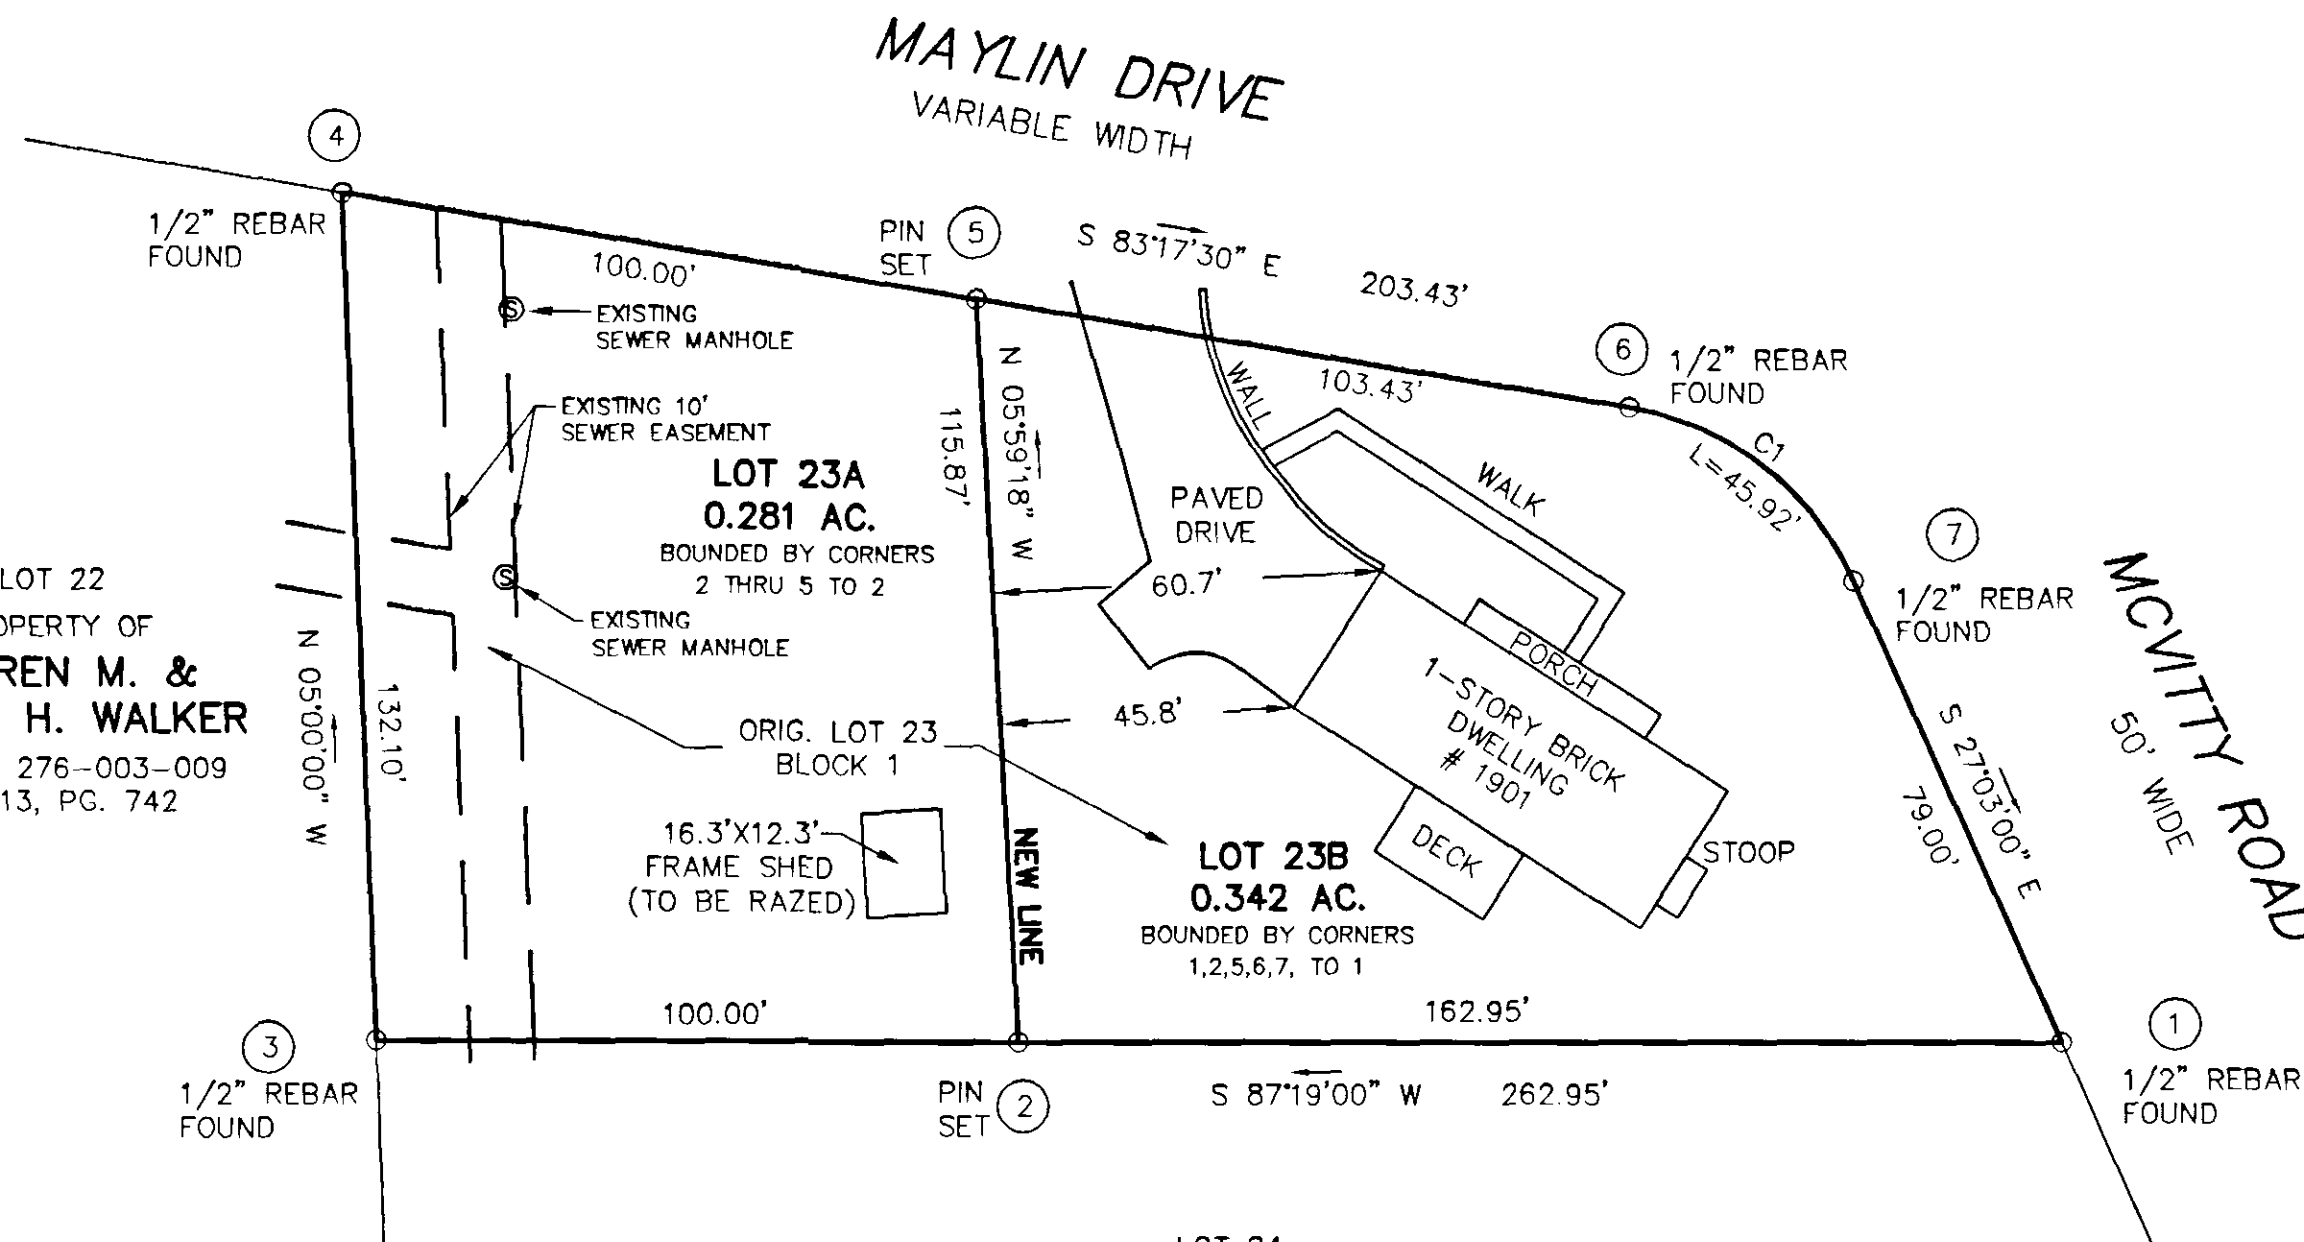 MAYLIN DRIVE
VARIABLE WIDTH
4
1/2" REBAR
FOUND
100.00'
PIN
SET
5
S 83°17'30" E
203.43'
6
1/2" REBAR
FOUND
103.43'
C1
L=45.92'
7
1/2" REBAR
FOUND
MCVITTY ROAD
50' WIDE
S 27°03'00" E
79.00'
EXISTING
SEWER MANHOLE
EXISTING 10'
SEWER EASEMENT
LOT 23A
0.281 AC.
BOUNDED BY CORNERS
2 THRU 5 TO 2
EXISTING
SEWER MANHOLE
N 05°59'18" W
115.87'
WALL
WALK
PAVED
DRIVE
60.7'
45.8'
PORCH
1-STORY BRICK
DWELLING
# 1901
DECK
STOOP
LOT 22
OPERTY OF
REN M. &
H. WALKER
276-003-009
13, PG. 742
N 05°00'00" W
132.10'
ORIG. LOT 23
BLOCK 1
16.3'X12.3'
FRAME SHED
(TO BE RAZED)
NEW LINE
LOT 23B
0.342 AC.
BOUNDED BY CORNERS
1,2,5,6,7, TO 1
100.00'
162.95'
3
1/2" REBAR
FOUND
PIN
SET
2
S 87°19'00" W
262.95'
1
1/2" REBAR
FOUND